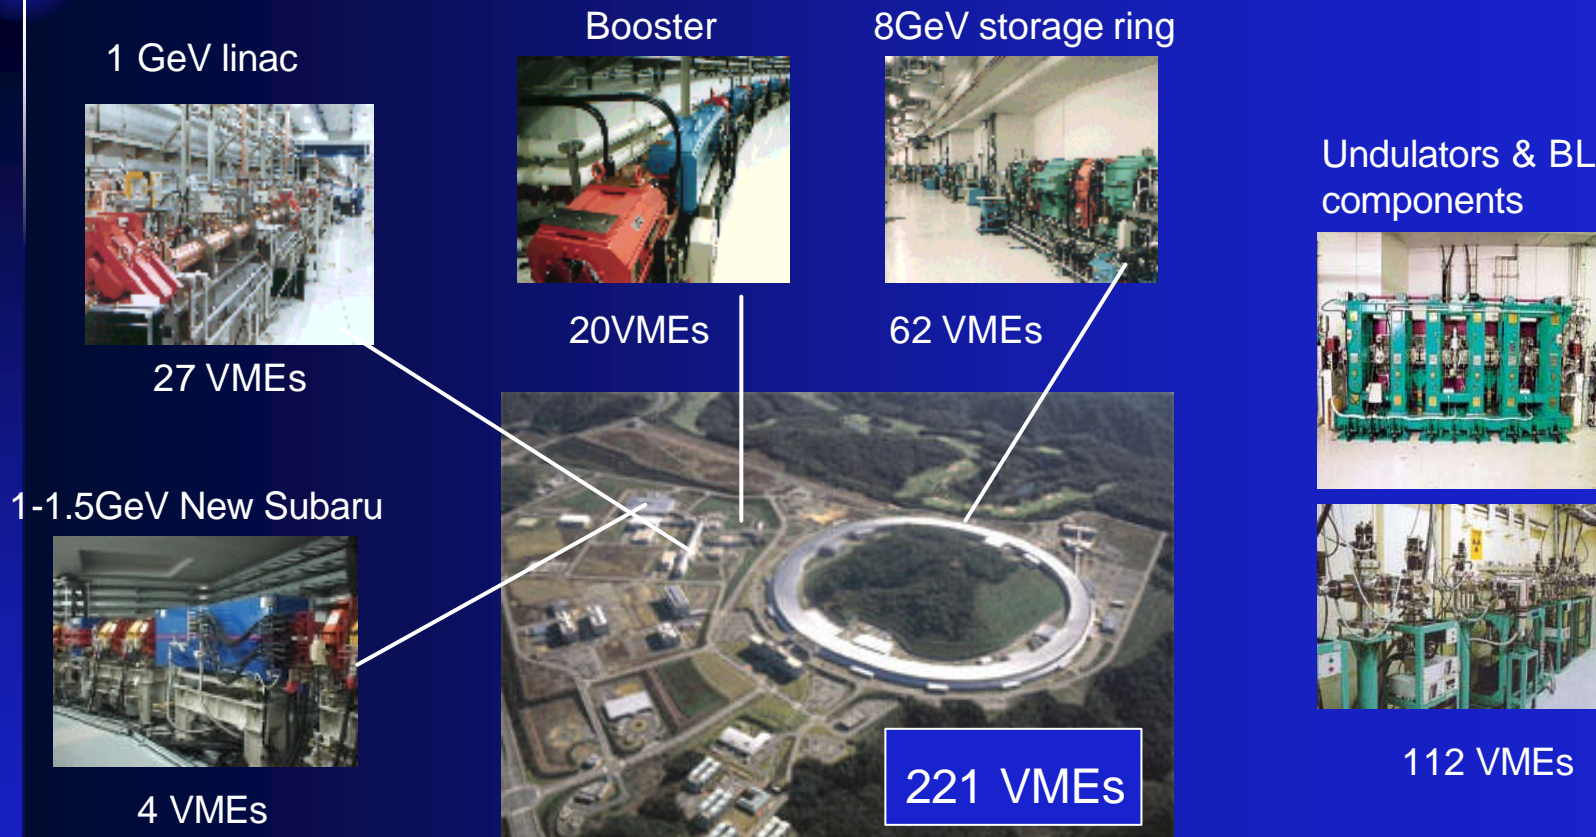 1 GeV linac
27 VMEs
Booster
20VMEs
8GeV storage ring
62 VMEs
Undulators & BL
components
112 VMEs
1-1.5GeV New Subaru
4 VMEs
221 VMEs